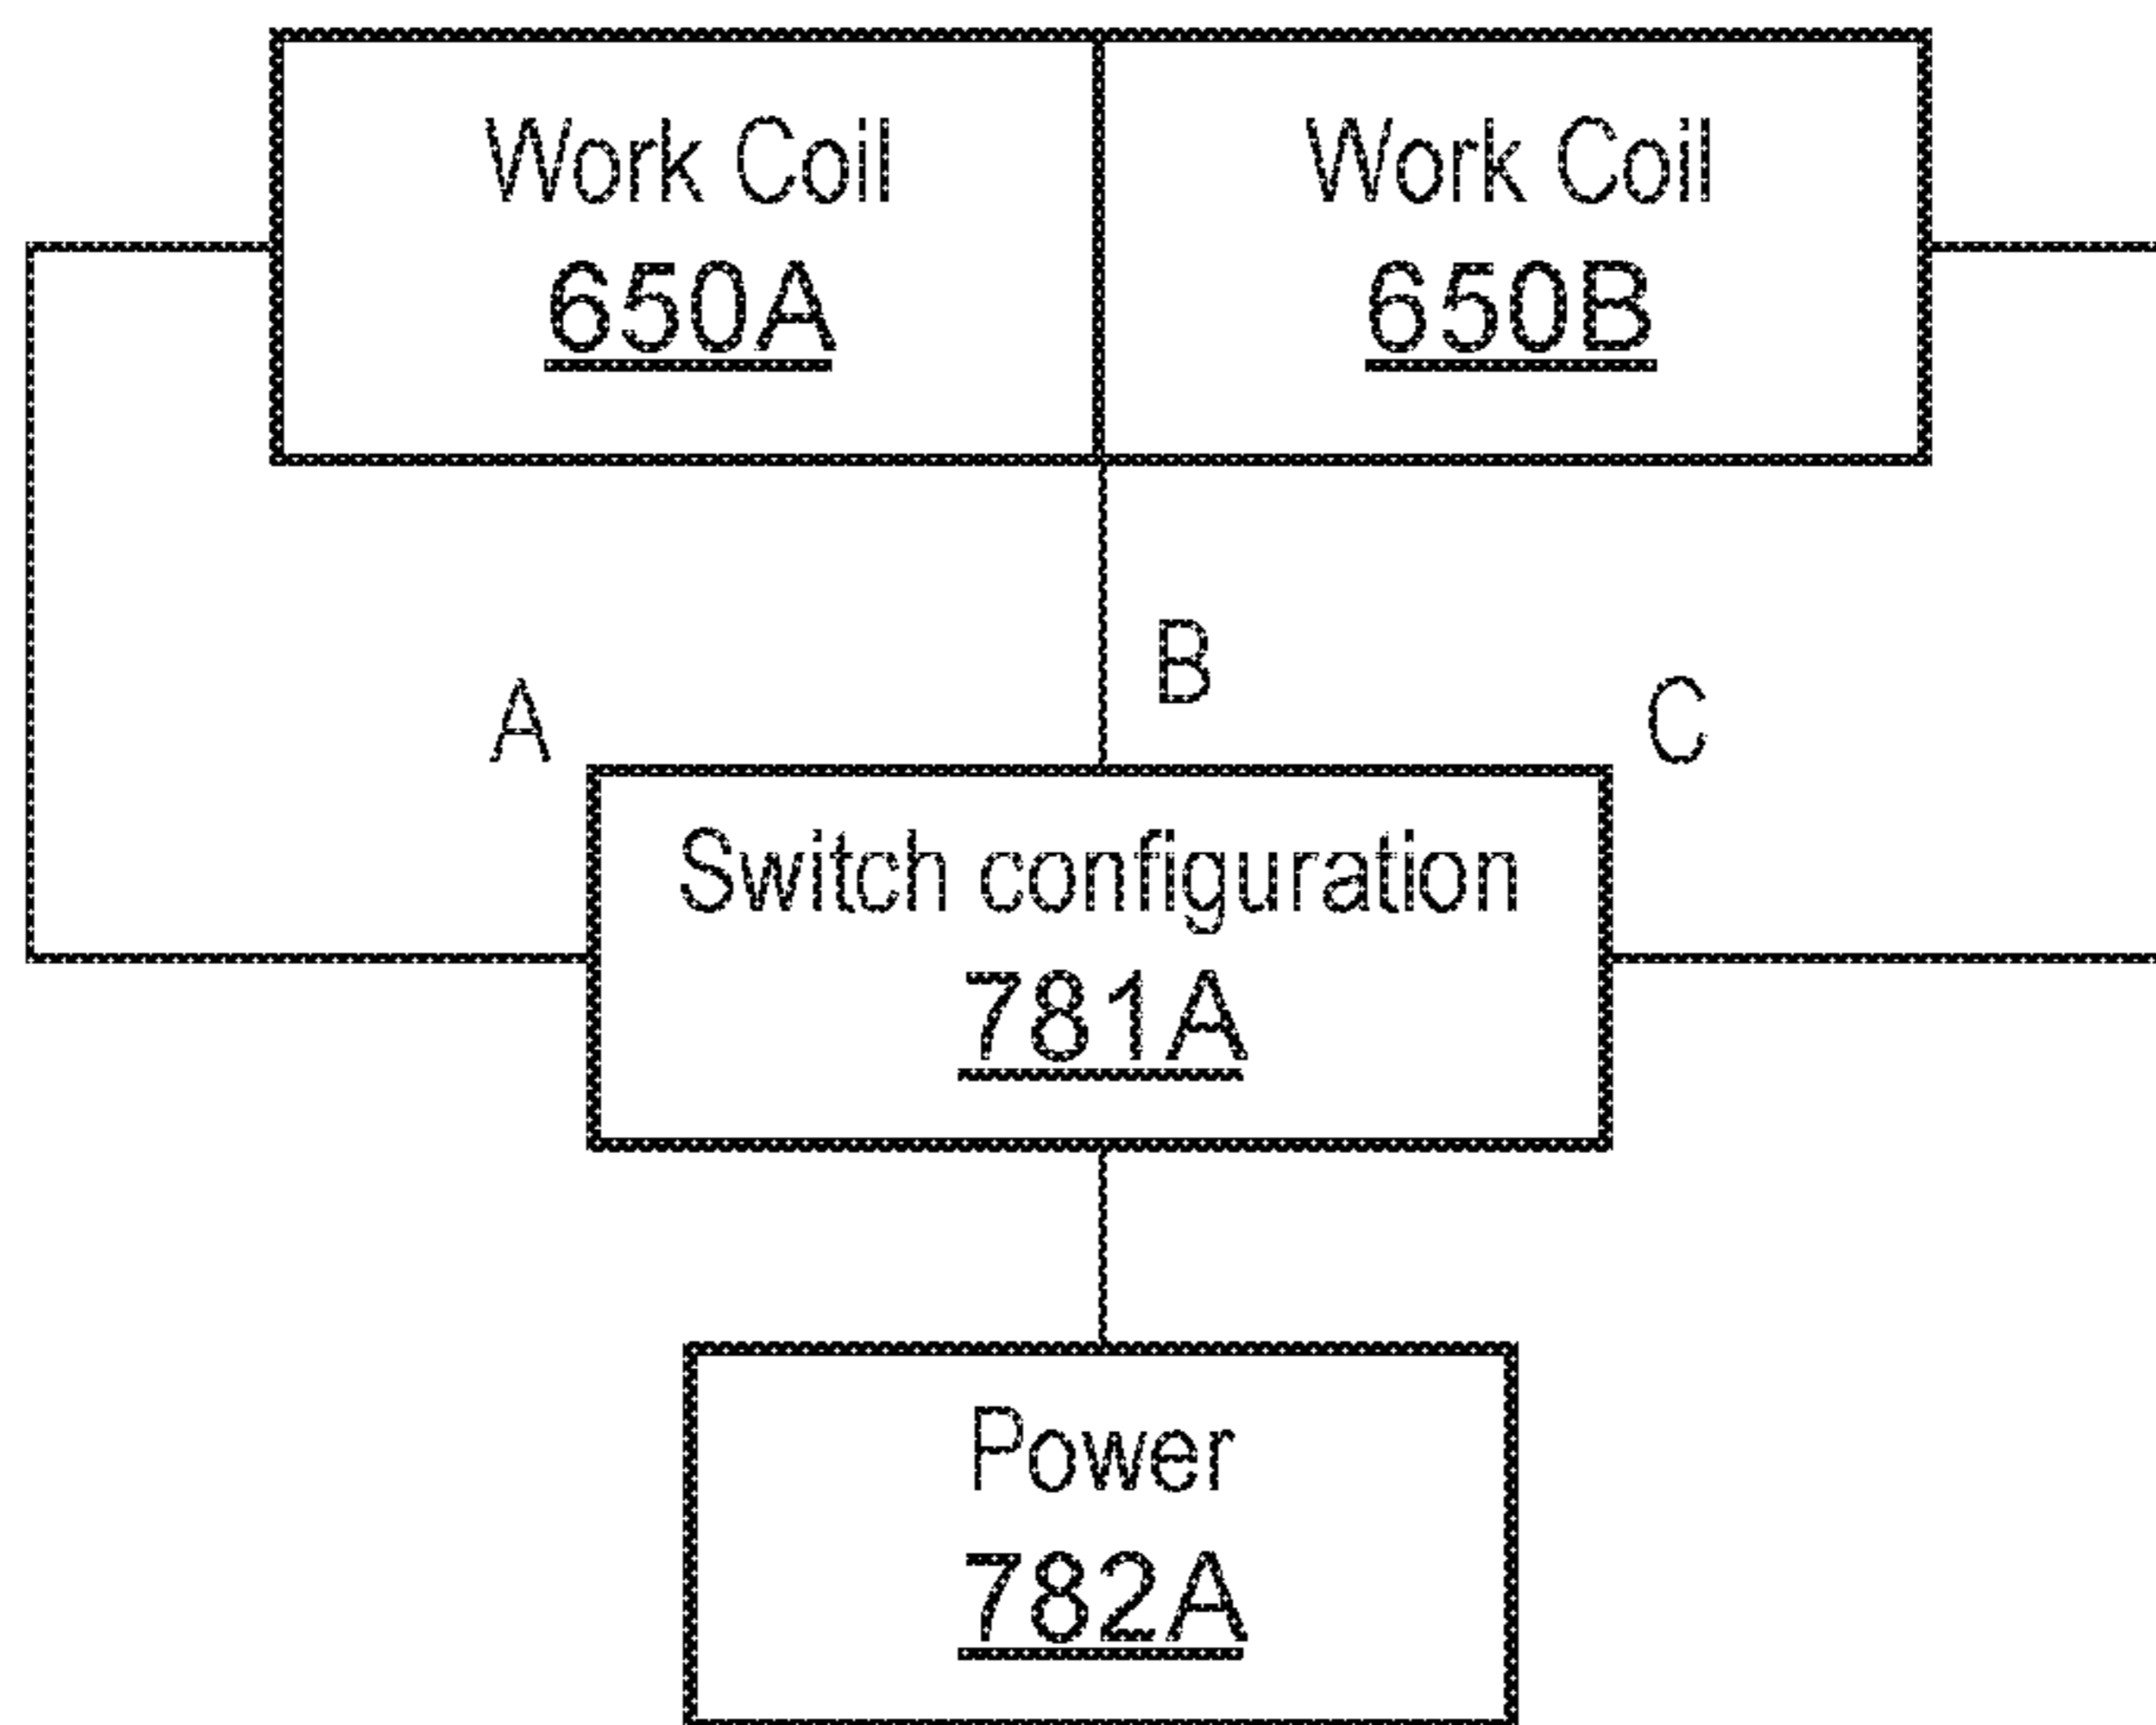 Work Coil
650A
Work Coil
650B
B
A
C
Switch configuration
781A
Power
782A